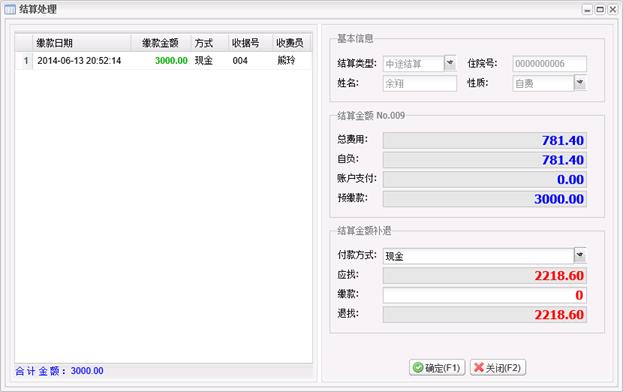 结算处理
缴款日期 缴款金额 方式 收据号 收费员
1 2014-06-13 20:52:14 3000.00 现金 004 熊玲
合计金额：3000.00
基本信息
结算类型: 中途结算 住院号: 0000000006
姓名: 余翔 性质: 自费
结算金额 No.009
总费用: 781.40
自负: 781.40
账户支付: 0.00
预缴款: 3000.00
结算金额补退
付款方式: 现金
应找: 2218.60
缴款: 0
退找: 2218.60
确定(F1) 关闭(F2)